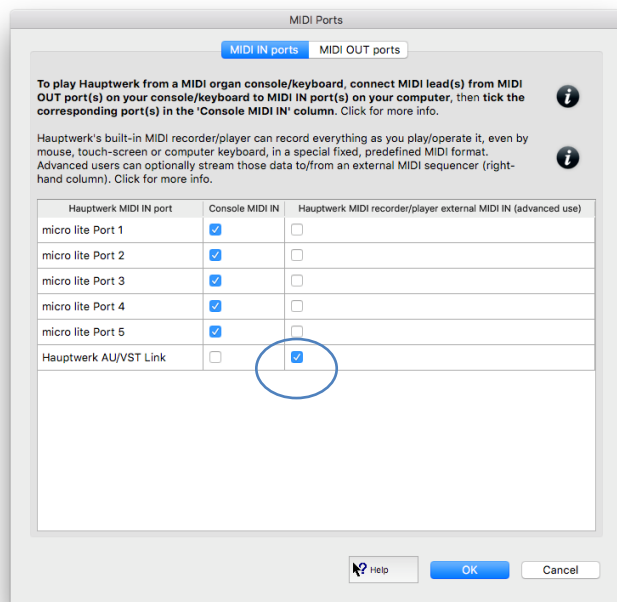 MIDI Ports
MIDI IN ports MIDI OUT ports
To play Hauptwerk from a MIDI organ console/keyboard, connect MIDI lead(s) from MIDI
OUT port(s) on your console/keyboard to MIDI IN port(s) on your computer, then tick the
corresponding port(s) in the 'Console MIDI IN' column. Click for more info.
Hauptwerk's built-in MIDI recorder/player can record everything as you play/operate it, even by
mouse, touch-screen or computer keyboard, in a special fixed, predefined MIDI format.
Advanced users can optionally stream those data to/from an external MIDI sequencer (right-
hand column). Click for more info.
Hauptwerk MIDI IN port Console MIDI IN Hauptwerk MIDI recorder/player external MIDI IN (advanced use)
micro lite Port 1
micro lite Port 2
micro lite Port 3
micro lite Port 4
micro lite Port 5
Hauptwerk AU/VST Link
Help OK Cancel